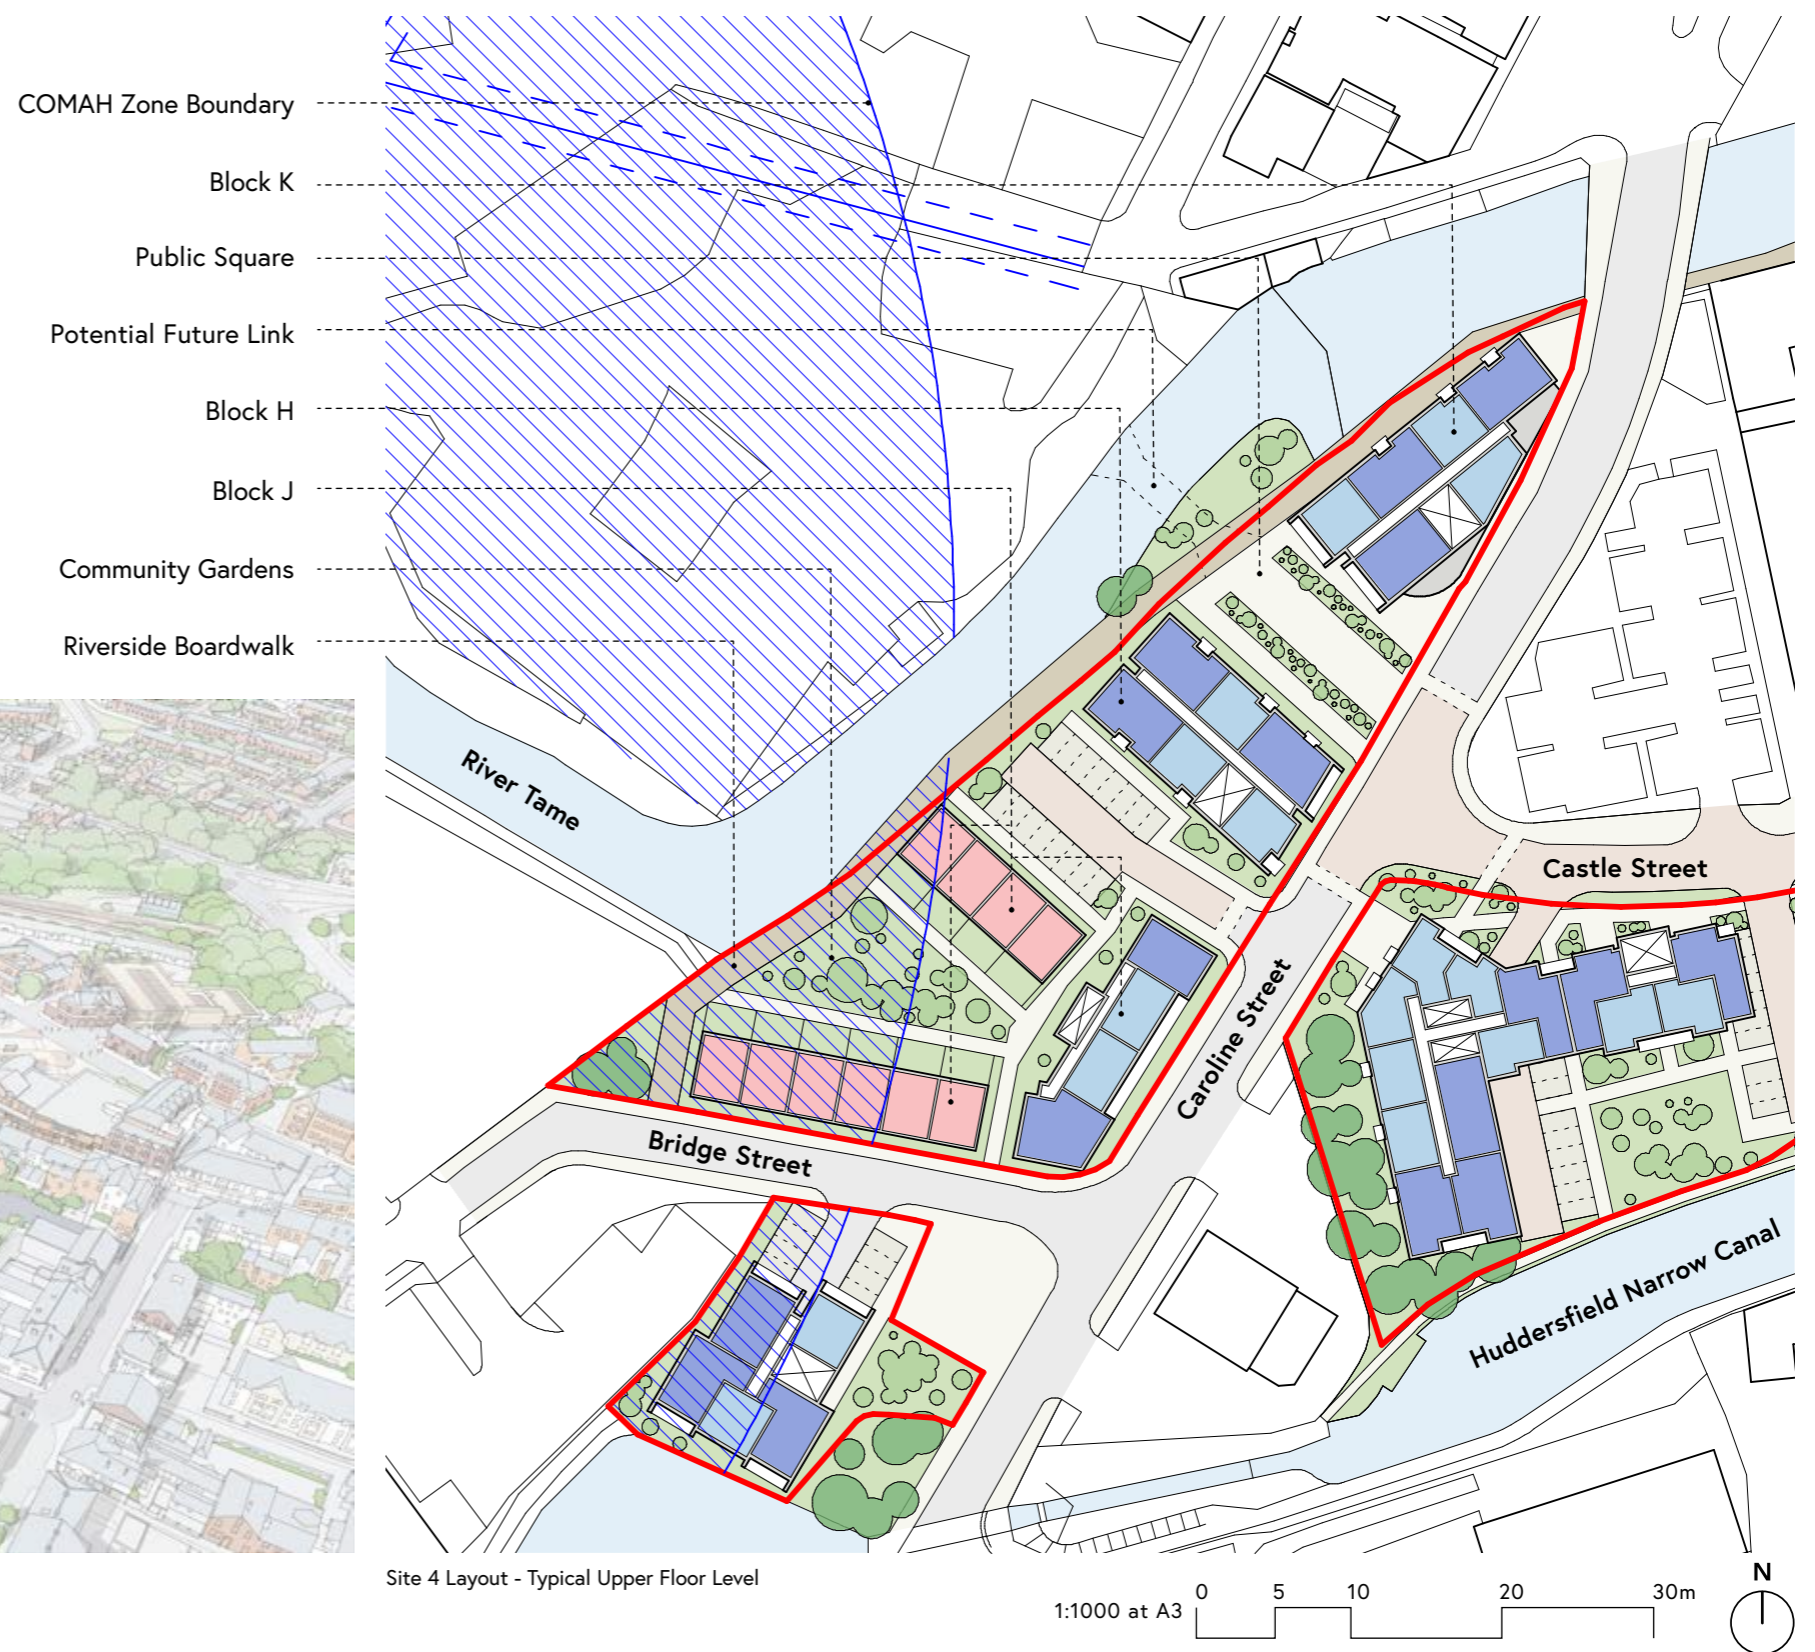 COMAH Zone Boundary
Block K
Public Square
Potential Future Link
Block H
Block J
Community Gardens
Riverside Boardwalk
River Tame
Castle Street
Caroline Street
Bridge Street
Huddersfield Narrow Canal
Site 4 Layout - Typical Upper Floor Level
1:1000 at A3
0 5 10 20 30m
N